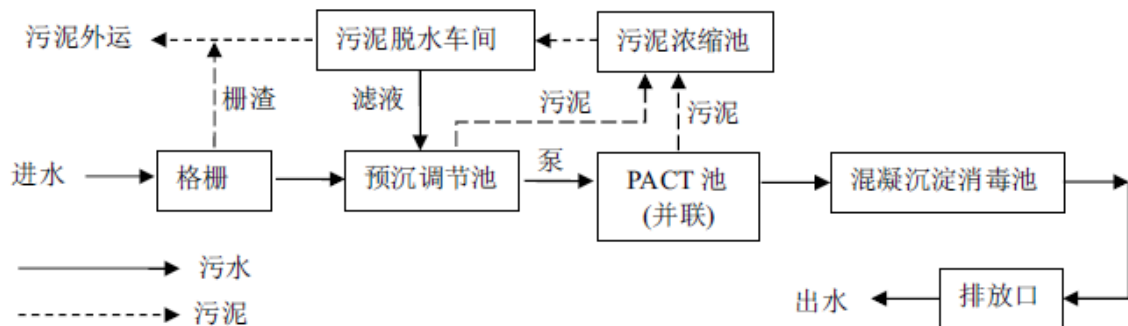 污泥外运
污泥脱水车间
污泥浓缩池
栅渣
滤液
污泥
污泥
进水
格栅
预沉调节池
泵
PACT 池
(并联)
混凝沉淀消毒池
污水
污泥
出水
排放口